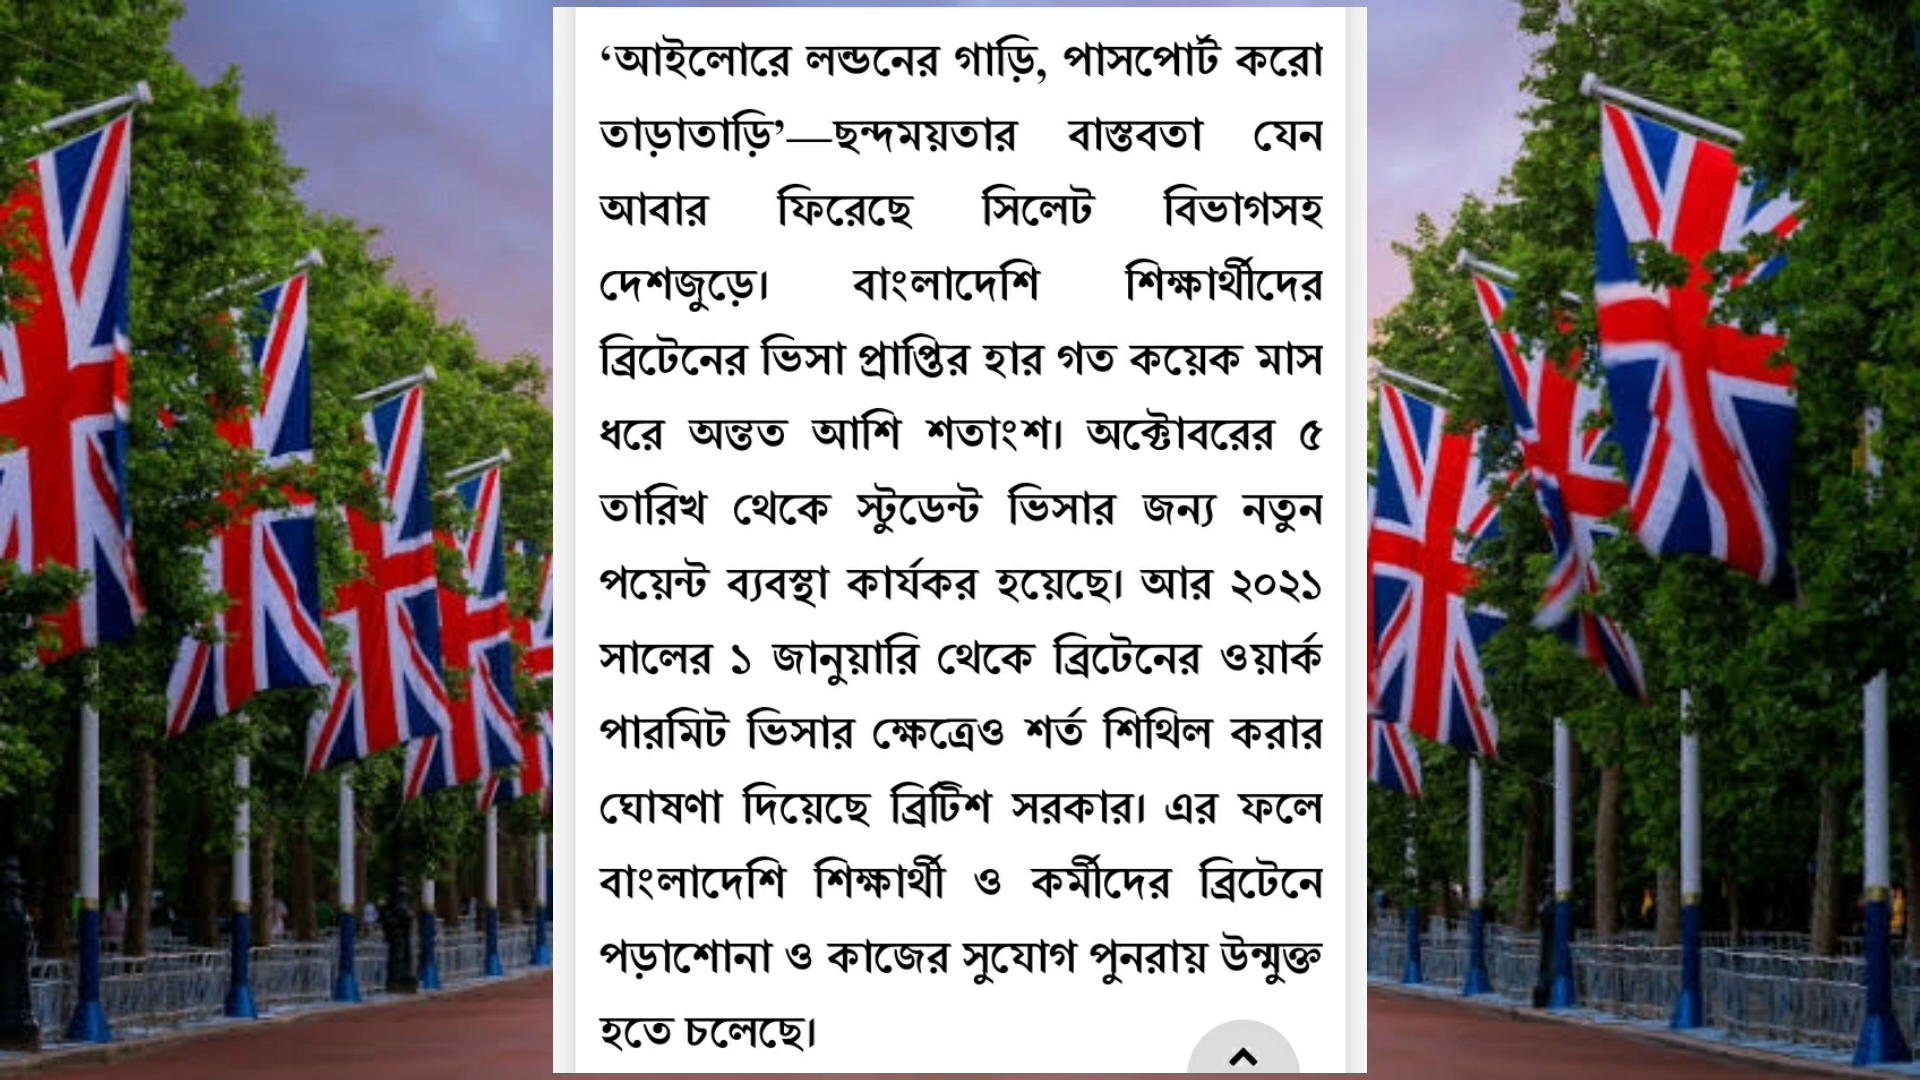 ‘আইলোরে লন্ডনের গাড়ি, পাসপোর্ট করো
তাড়াতাড়ি’—ছন্দময়তার বাস্তবতা যেন
আবার ফিরেছে সিলেট বিভাগসহ
দেশজুড়ে। বাংলাদেশি শিক্ষার্থীদের
ব্রিটেনের ভিসা প্রাপ্তির হার গত কয়েক মাস
ধরে অন্তত আশি শতাংশ। অক্টোবরের ৫
তারিখ থেকে স্টুডেন্ট ভিসার জন্য নতুন
পয়েন্ট ব্যবস্থা কার্যকর হয়েছে। আর ২০২১
সালের ১ জানুয়ারি থেকে ব্রিটেনের ওয়ার্ক
পারমিট ভিসার ক্ষেত্রেও শর্ত শিথিল করার
ঘোষণা দিয়েছে ব্রিটিশ সরকার। এর ফলে
বাংলাদেশি শিক্ষার্থী ও কর্মীদের ব্রিটেনে
পড়াশোনা ও কাজের সুযোগ পুনরায় উন্মুক্ত
হতে চলেছে।